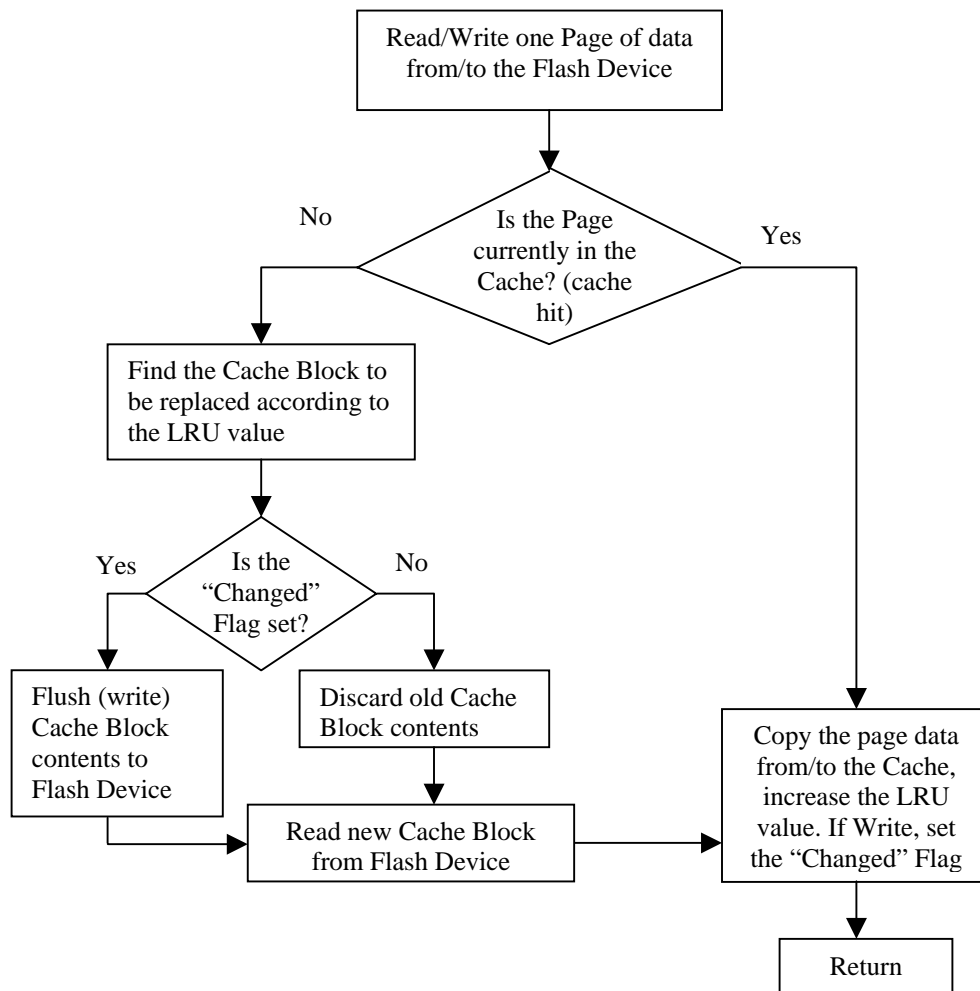 Read/Write one Page of data
from/to the Flash Device
No
Is the Page
currently in the
Cache? (cache
hit)
Yes
Find the Cache Block to
be replaced according to
the LRU value
Yes
Is the
“Changed”
Flag set?
No
Flush (write)
Cache Block
contents to
Flash Device
Discard old Cache
Block contents
Read new Cache Block
from Flash Device
Copy the page data
from/to the Cache,
increase the LRU
value. If Write, set
the “Changed” Flag
Return